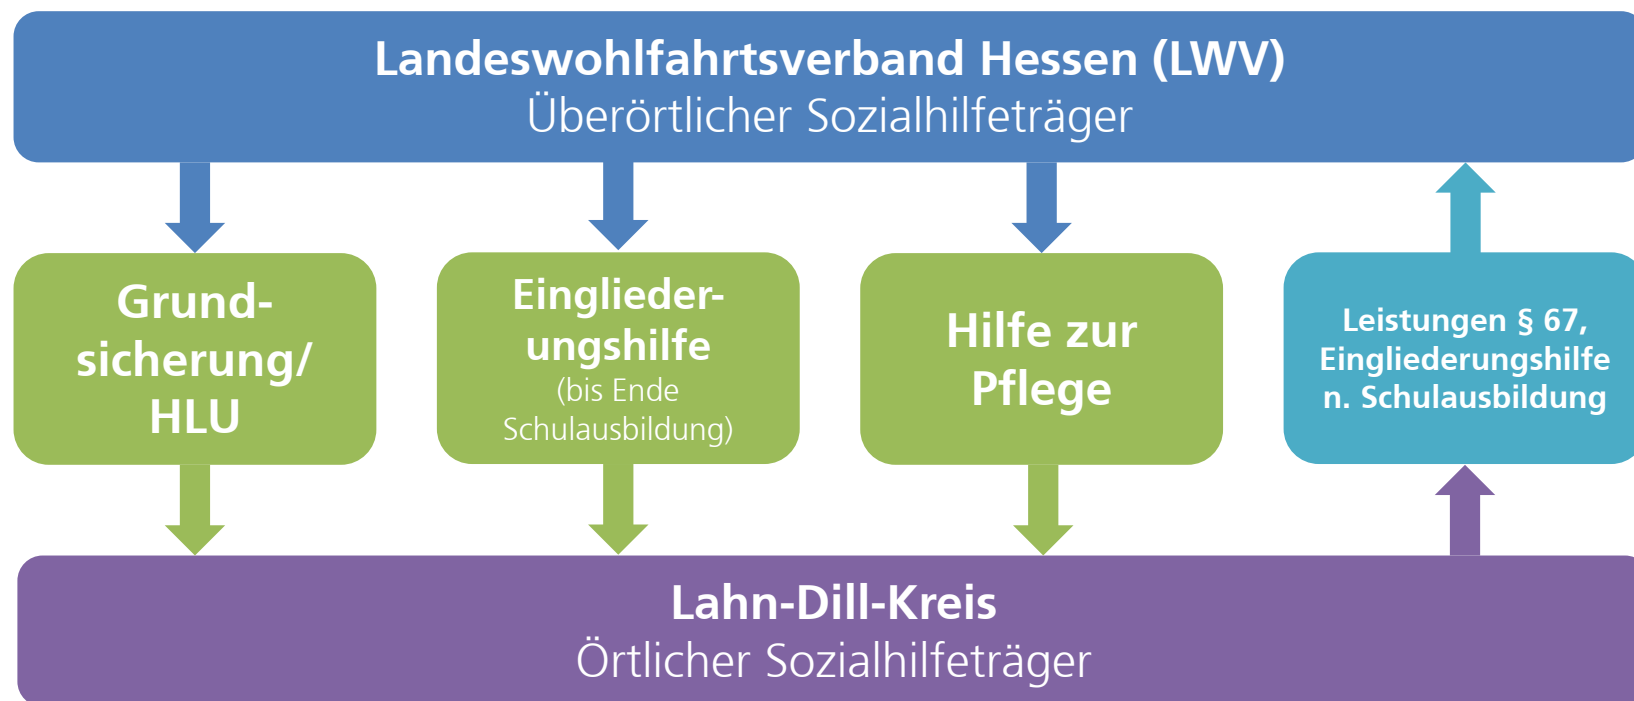 Landeswohlfahrtsverband Hessen (LWV)
Überörtlicher Sozialhilfeträger
Grund-
sicherung/
HLU
Einglieder-
ungshilfe
(bis Ende
Schulausbildung)
Hilfe zur
Pflege
Leistungen § 67,
Eingliederungshilfe
n. Schulausbildung
Lahn-Dill-Kreis
Örtlicher Sozialhilfeträger